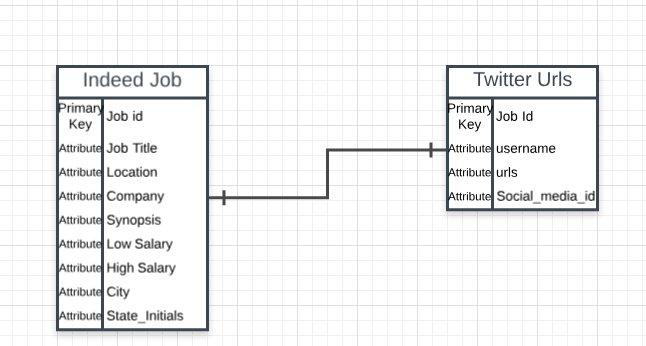 Indeed Job
Primary Key Job id
Attribute Job Title
Attribute Location
Attribute Company
Attribute Synopsis
Attribute Low Salary
Attribute High Salary
Attribute City
Attribute State_Initials
Twitter Urls
Primary Key Job Id
Attribute username
Attribute urls
Attribute Social_media_id